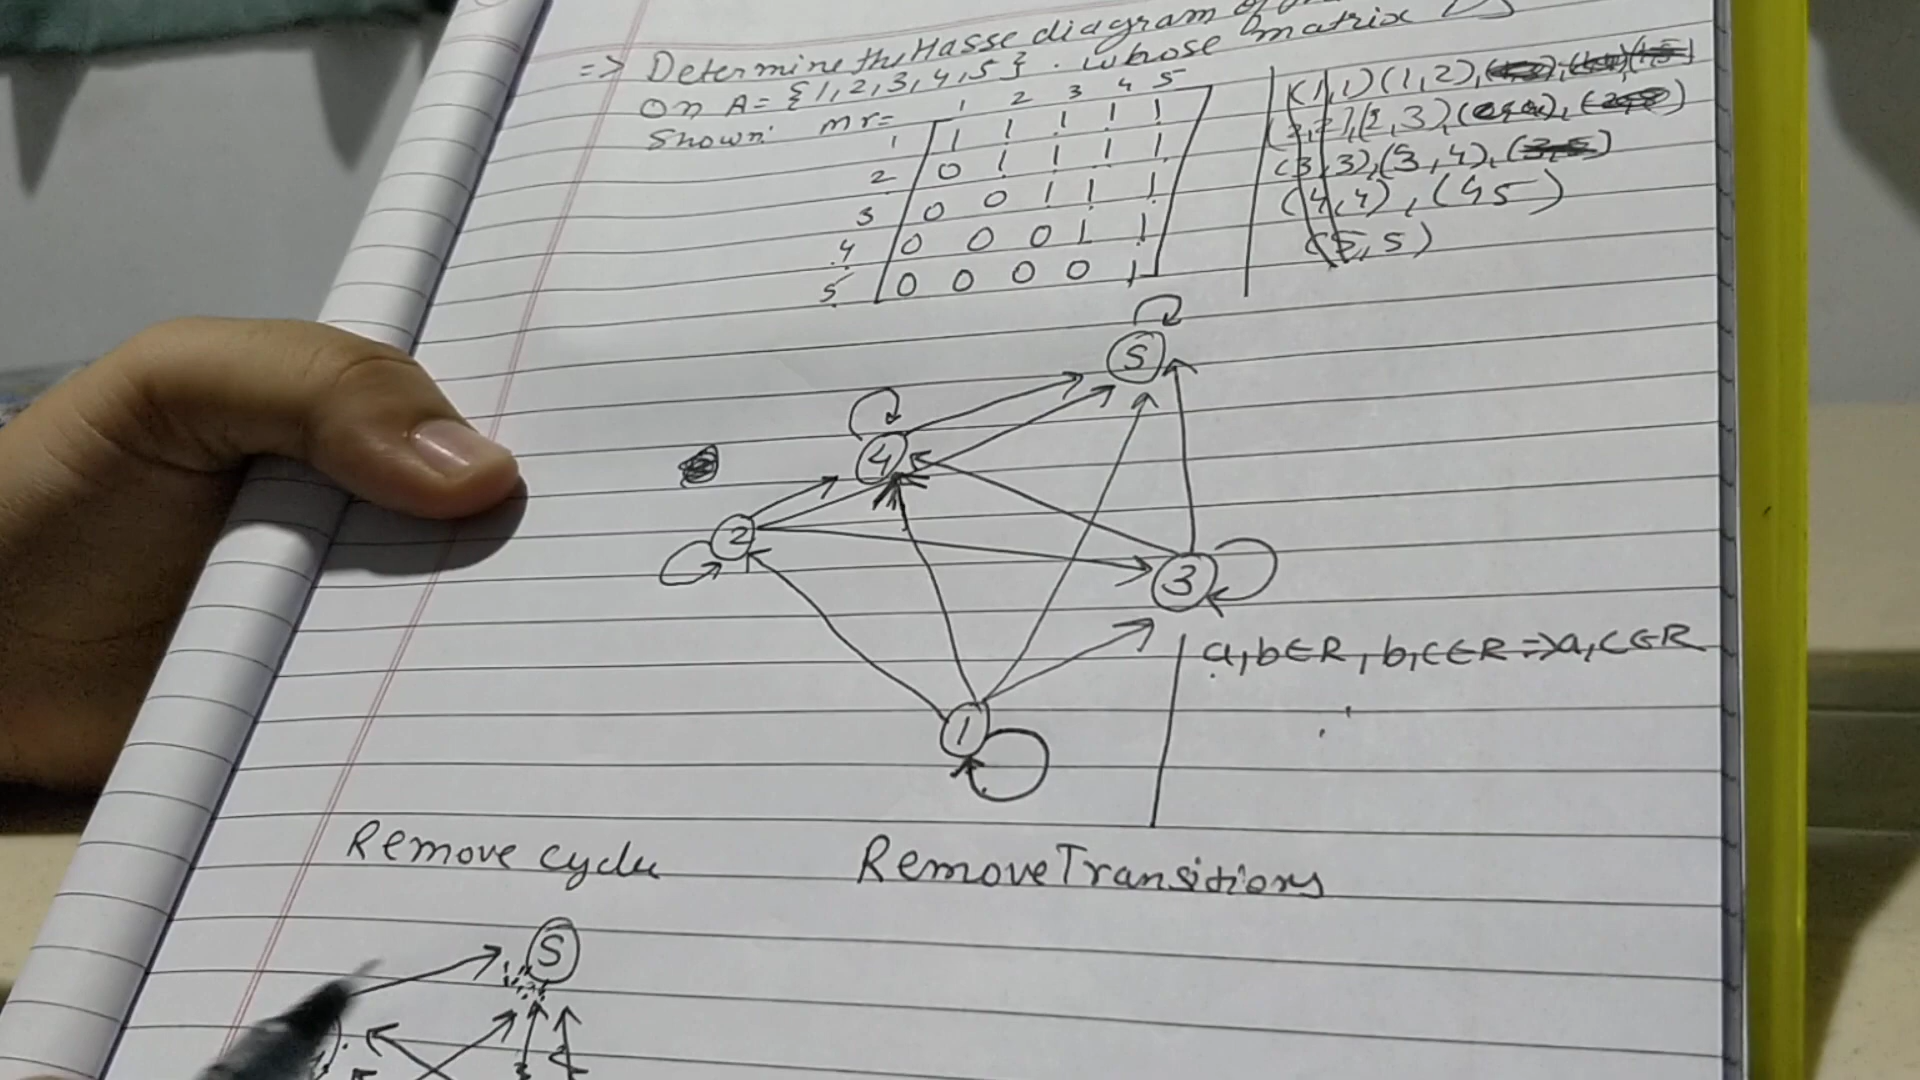 => Determine the Hasse diagram of
on A = {1,2,3,4,5}. whose matrix
Shown: mr=
1 2 3 4 5
1 1 1 1 1 1
2 0 1 1 1 1
3 0 0 1 1 1
4 0 0 0 1 1
5 0 0 0 0 1
(1,1) (1,2),
(2,2),(2,3),
(3,3),(3,4),(3,5)
(4,4), (4 5)
(5,5)
5
4
2
3
1
a,b∈R, b,c∈R => a,c∈R
Remove cycle
Remove Transitions
5